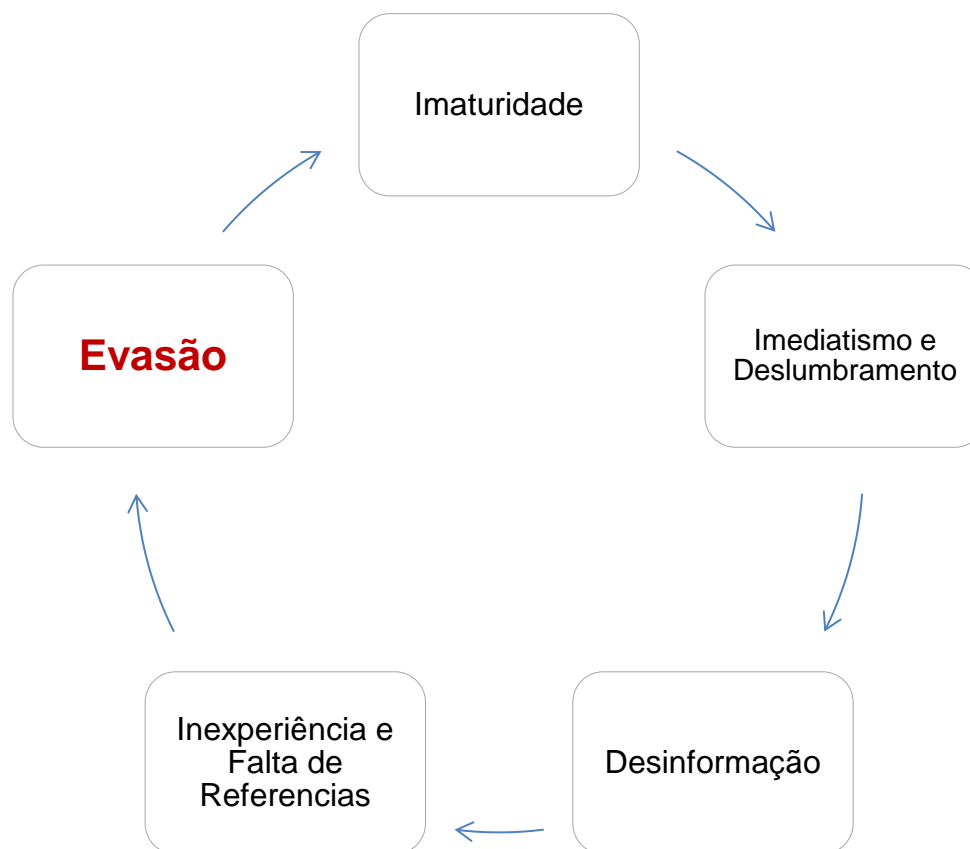 Imaturidade
Imediatismo e
Deslumbramento
Desinformação
Inexperiência e
Falta de
Referencias
Evasão